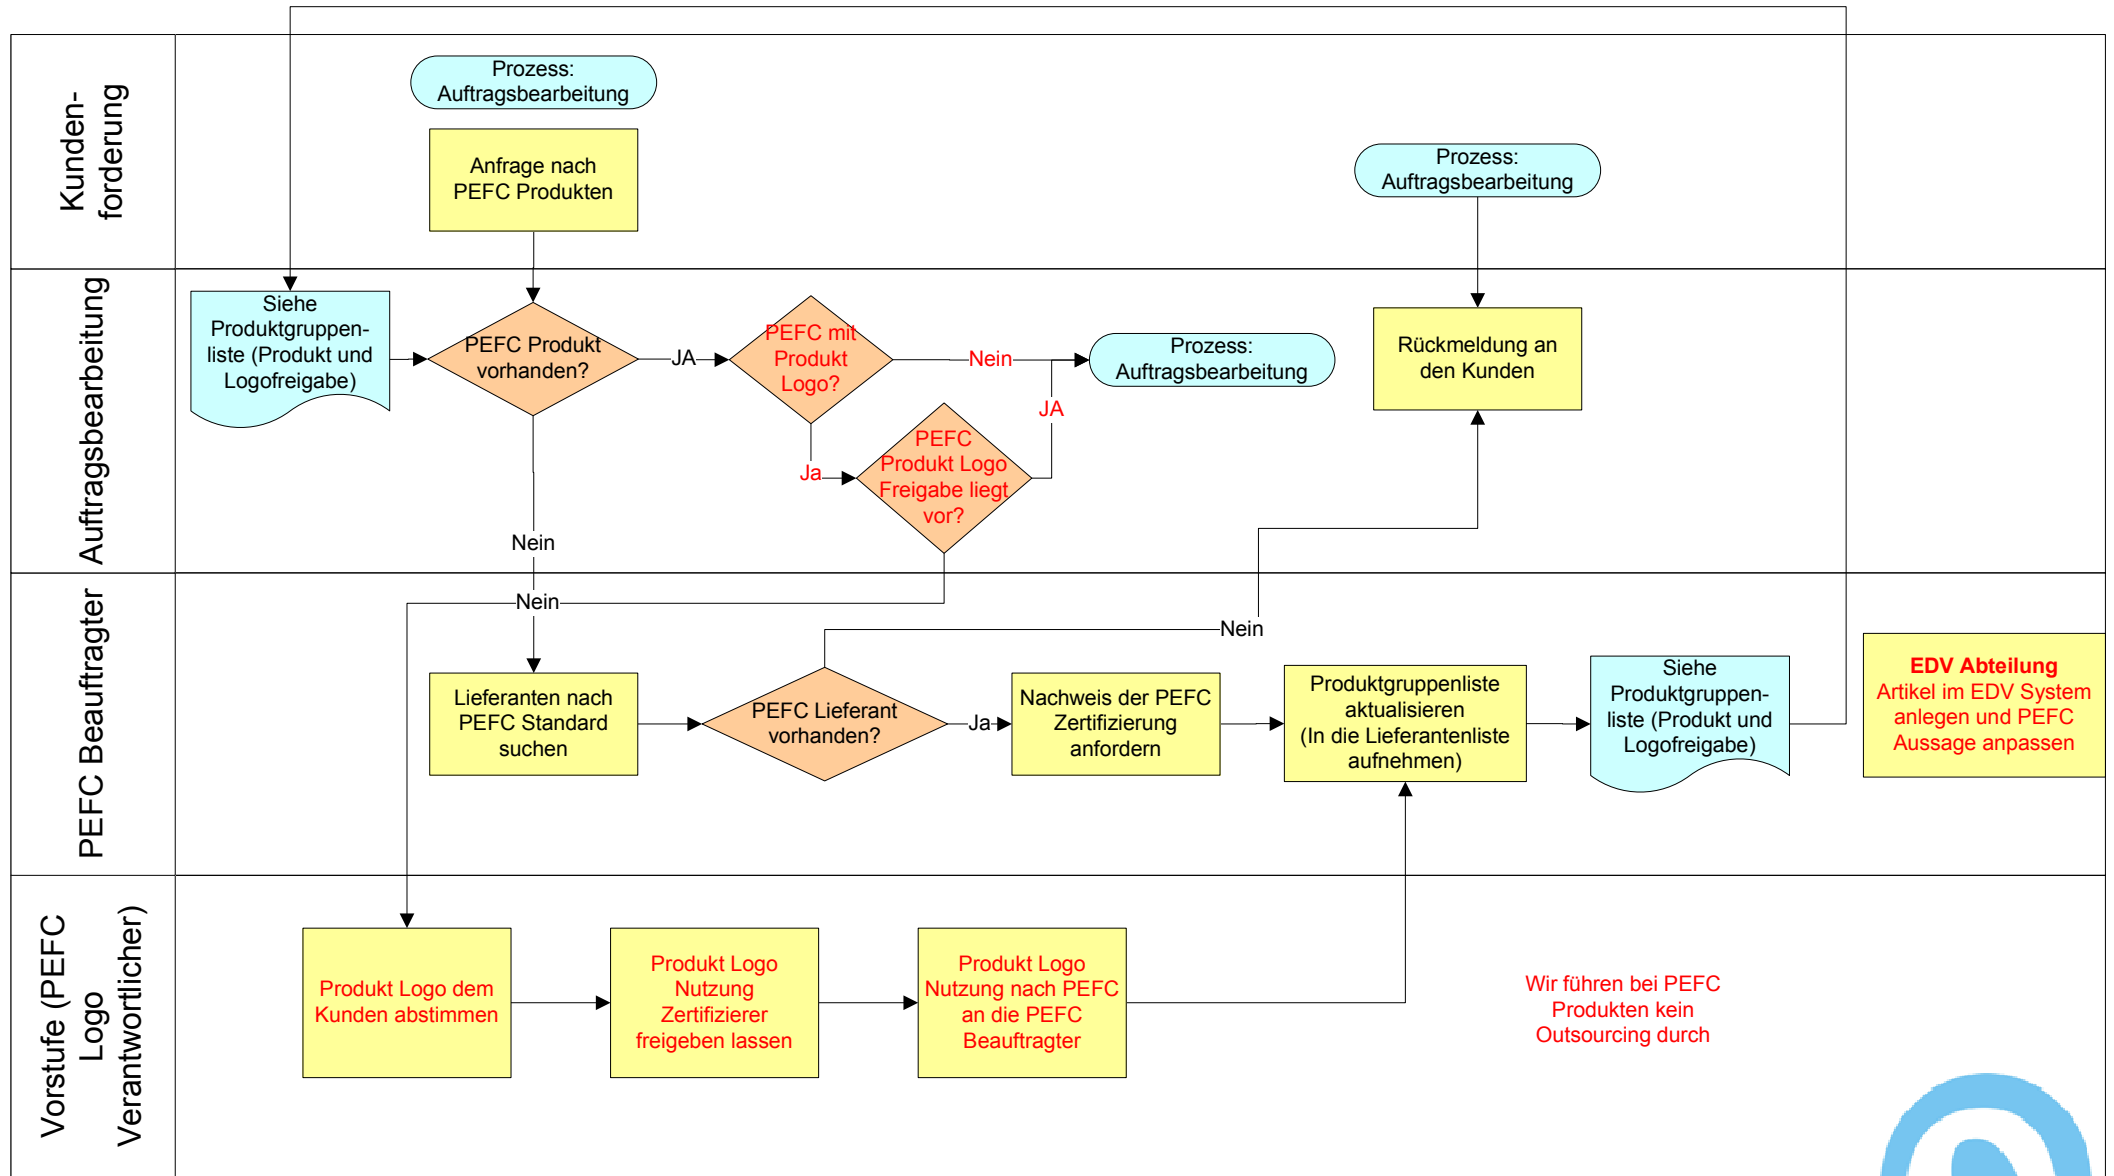 Kunden-
forderung
Prozess:
Auftragsbearbeitung
Anfrage nach
PEFC Produkten
Prozess:
Auftragsbearbeitung
Auftragsbearbeitung
Siehe
Produktgruppen-
liste (Produkt und
Logofreigabe)
PEFC Produkt
vorhanden?
JA
PEFC mit
Produkt
Logo?
Nein
Prozess:
Auftragsbearbeitung
Rückmeldung an
den Kunden
JA
Ja
PEFC
Produkt Logo
Freigabe liegt
vor?
Nein
PEFC Beauftragter
Nein
Nein
Lieferanten nach
PEFC Standard
suchen
PEFC Lieferant
vorhanden?
Ja
Nachweis der PEFC
Zertifizierung
anfordern
Produktgruppenliste
aktualisieren
(In die Lieferantenliste
aufnehmen)
Siehe
Produktgruppen-
liste (Produkt und
Logofreigabe)
EDV Abteilung
Artikel im EDV System
anlegen und PEFC
Aussage anpassen
Vorstufe (PEFC
Logo
Verantwortlicher)
Produkt Logo dem
Kunden abstimmen
Produkt Logo
Nutzung
Zertifizierer
freigeben lassen
Produkt Logo
Nutzung nach PEFC
an die PEFC
Beauftragter
Wir führen bei PEFC
Produkten kein
Outsourcing durch